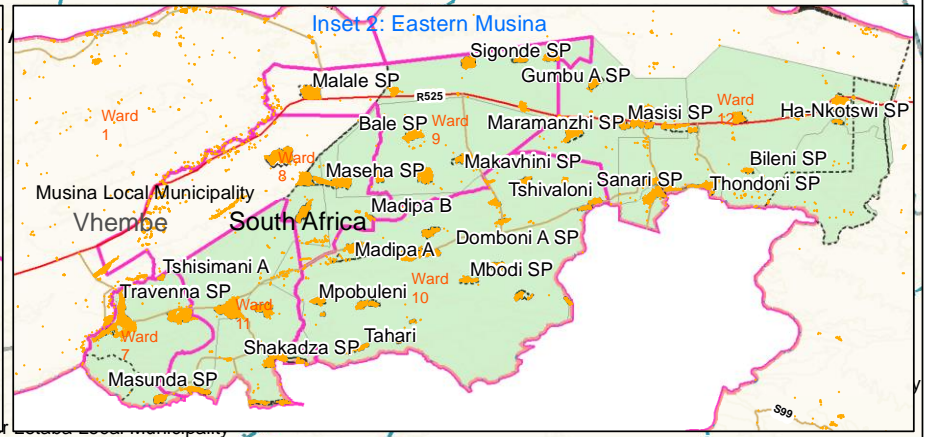 Inset 2: Eastern Musina
Sigonde SP
Malale SP
Gumbu A SP
R525
Ward
1
Bale SP
Ward
9
Maramanzhi SP
Masisi SP
Ward
12
Ha-Nkotswi SP
Ward
8
Maseha SP
Makavhini SP
Bileni SP
Musina Local Municipality
Tshivaloni
Sanari SP
Thondoni SP
Vhembe
South Africa
Madipa B
Madipa A
Domboni A SP
Tshisimani A
Mbodi SP
Travenna SP
Mpobuleni
Ward
10
Ward
11
Ward
7
Tahari
Shakadza SP
Masunda SP
S99